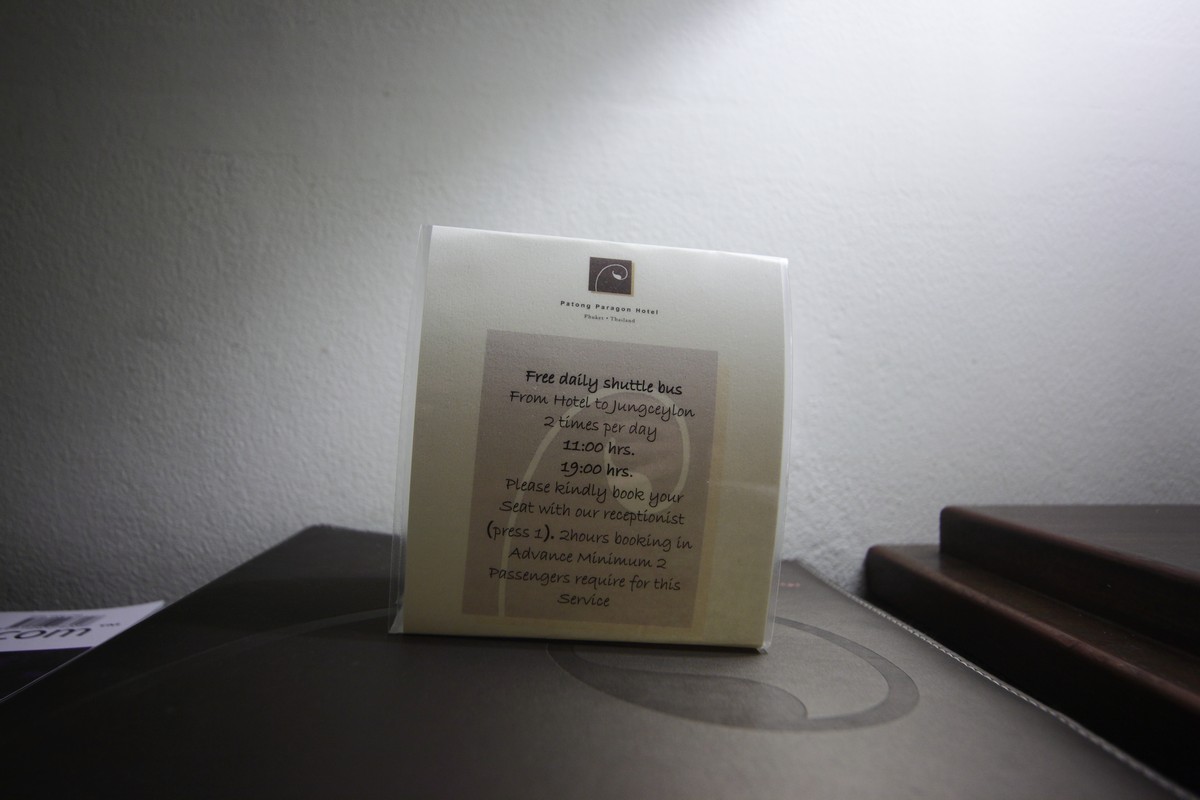 Patong Paragon Hotel
Phuket • Thailand
Free daily shuttle bus
From Hotel to Jungceylon
2 times per day
11:00 hrs.
19:00 hrs.
Please kindly book your
Seat with our receptionist
(press 1). 2hours booking in
Advance Minimum 2
Passengers require for this
Service
.com